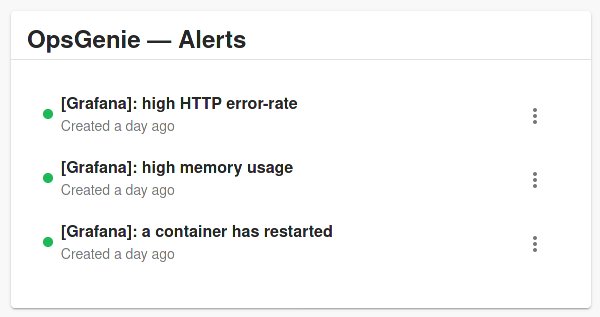 OpsGenie — Alerts
[Grafana]: high HTTP error-rate
Created a day ago
[Grafana]: high memory usage
Created a day ago
[Grafana]: a container has restarted
Created a day ago